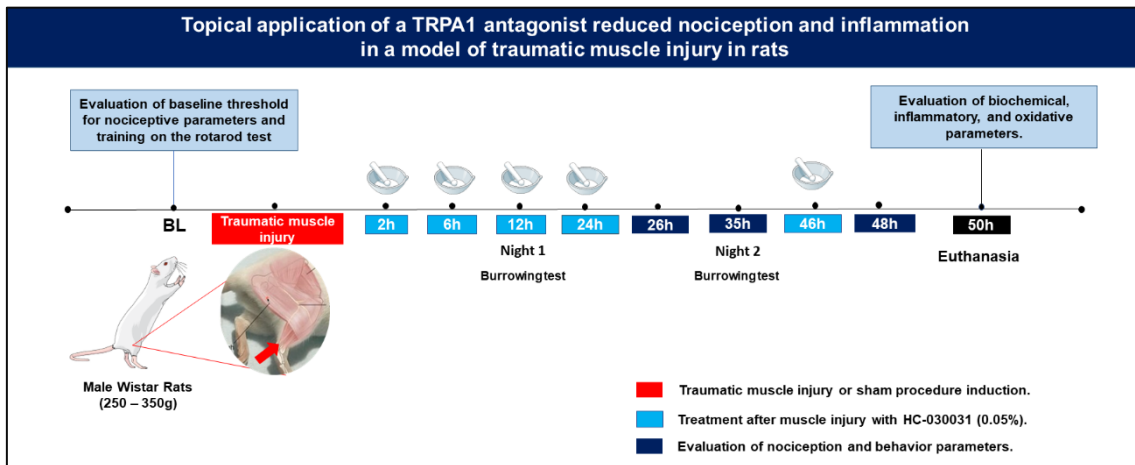 Topical application of a TRPA1 antagonist reduced nociception and inflammation
in a model of traumatic muscle injury in rats
Evaluation of baseline threshold
for nociceptive parameters and
training on the rotarod test
Evaluation of biochemical,
inflammatory, and oxidative
parameters.
BL
Traumatic muscle
injury
2h
6h
12h
24h
26h
35h
46h
48h
50h
Night 1
Night 2
Euthanasia
Burrowingtest
Burrowingtest
Male Wistar Rats
(250 – 350g)
Traumatic muscle injury or sham procedure induction.
Treatment after muscle injury with HC-030031 (0.05%).
Evaluation of nociception and behavior parameters.